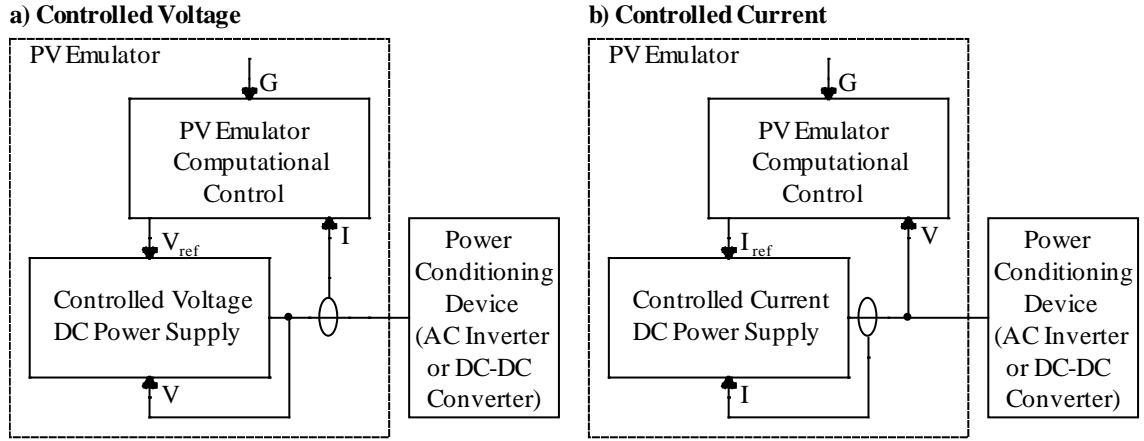 a) Controlled Voltage
PV Emulator
G
PV Emulator
Computational
Control
V_ref
I
Controlled Voltage
DC Power Supply
V
Power
Conditioning
Device
(AC Inverter
or DC-DC
Converter)
b) Controlled Current
PV Emulator
G
PV Emulator
Computational
Control
I_ref
V
Controlled Current
DC Power Supply
I
Power
Conditioning
Device
(AC Inverter
or DC-DC
Converter)